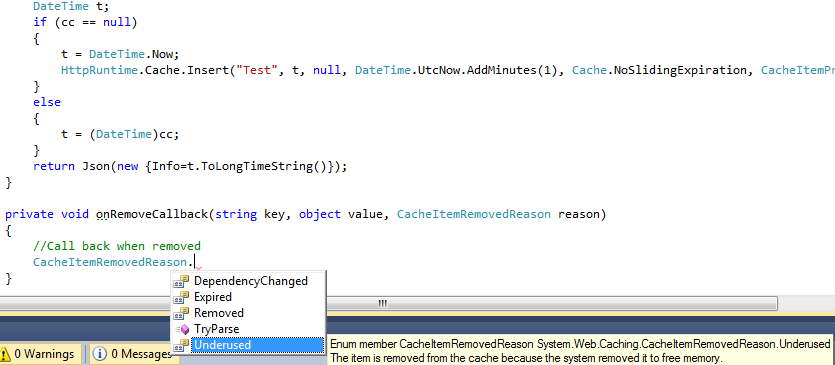 DateTime t;
if (cc == null)
{
t = DateTime.Now;
HttpRuntime.Cache.Insert("Test", t, null, DateTime.UtcNow.AddMinutes(1), Cache.NoSlidingExpiration, CacheItemPr
}
else
{
t = (DateTime)cc;
}
return Json(new {Info=t.ToLongTimeString()});
}
private void onRemoveCallback(string key, object value, CacheItemRemovedReason reason)
{
//Call back when removed
CacheItemRemovedReason.
}
DependencyChanged
Expired
Removed
TryParse
Underused
0 Warnings
0 Messages
Enum member CacheItemRemovedReason System.Web.Caching.CacheItemRemovedReason.Underused
The item is removed from the cache because the system removed it to free memory.